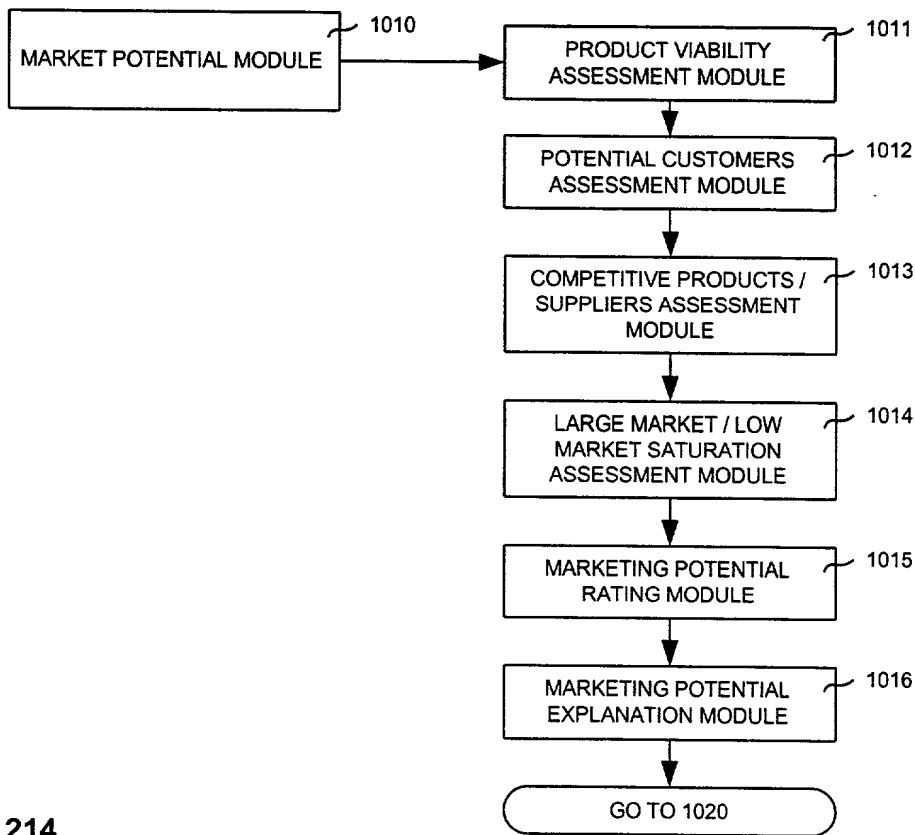 1010
MARKET POTENTIAL MODULE
1011
PRODUCT VIABILITY
ASSESSMENT MODULE
1012
POTENTIAL CUSTOMERS
ASSESSMENT MODULE
1013
COMPETITIVE PRODUCTS /
SUPPLIERS ASSESSMENT
MODULE
1014
LARGE MARKET / LOW
MARKET SATURATION
ASSESSMENT MODULE
1015
MARKETING POTENTIAL
RATING MODULE
1016
MARKETING POTENTIAL
EXPLANATION MODULE
GO TO 1020
214